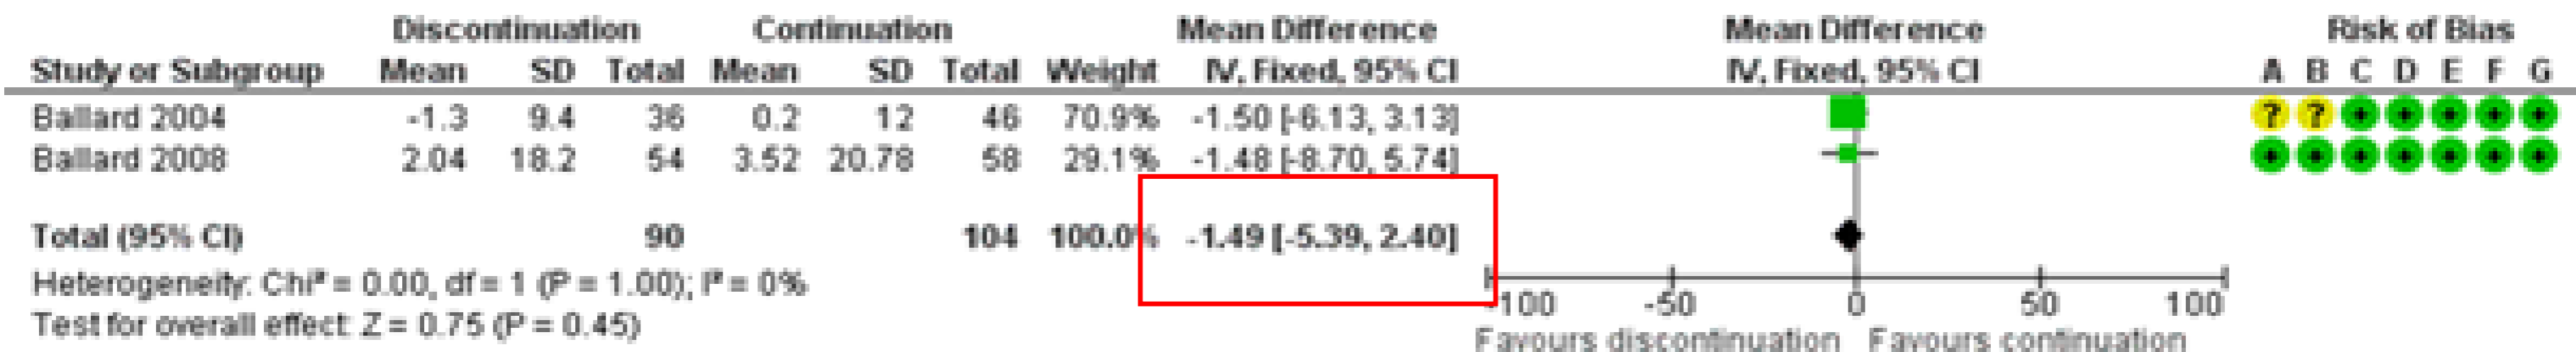 Discontinuation Continuation Mean Difference Mean Difference Risk of Bias
Study or Subgroup Mean SD Total Mean SD Total Weight IV, Fixed, 95% CI IV, Fixed, 95% CI A B C D E F G
Ballard 2004 -1.3 9.4 36 0.2 12 46 70.9% -1.50 [-6.13, 3.13] ? ? + + + + +
Ballard 2008 2.04 18.2 54 3.52 20.78 58 29.1% -1.48 [-8.70, 5.74] + + + + + + +
Total (95% CI) 90 104 100.0% -1.49 [-5.39, 2.40]
Heterogeneity: Chi² = 0.00, df = 1 (P = 1.00); I² = 0%
Test for overall effect: Z = 0.75 (P = 0.45)
-100 -50 0 50 100
Favours discontinuation Favours continuation